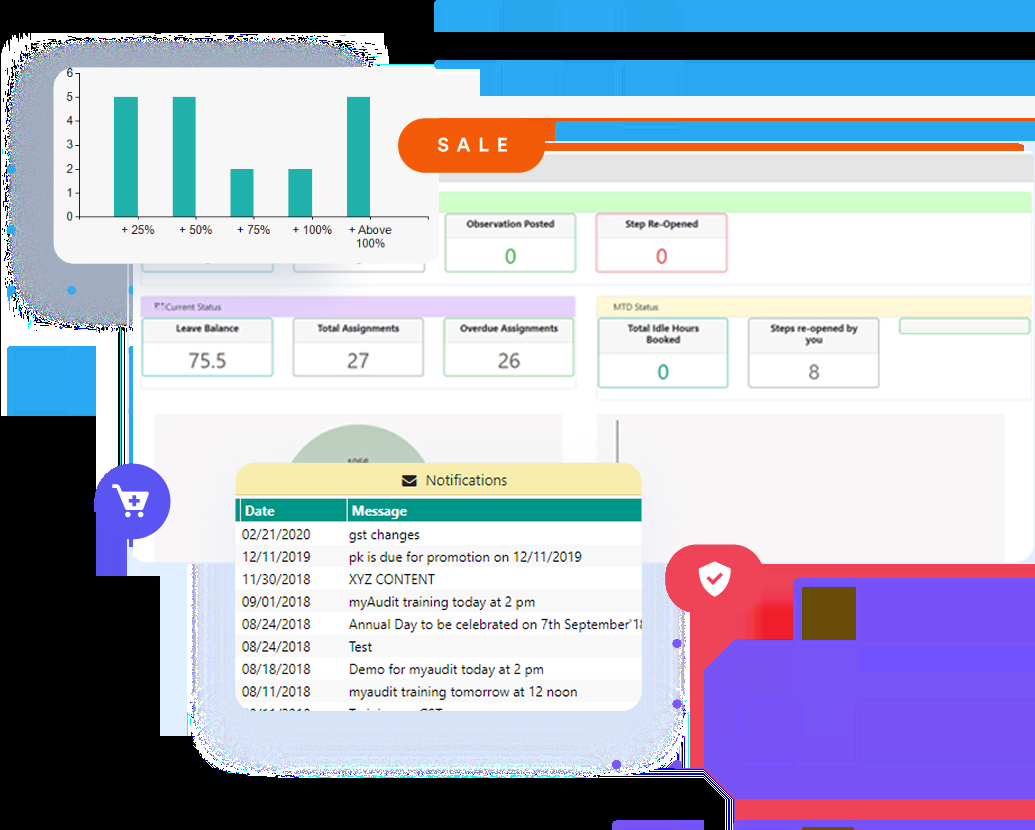 6
5
4
3
2
1
0
+ 25% + 50% + 75% + 100% + Above 100%
SALE
Observation Posted
0
Step Re-Opened
0
Current Status
Leave Balance
75.5
Total Assignments
27
Overdue Assignments
26
MTD Status
Total Idle Hours
Booked
0
Steps re-opened by
you
8
Notifications
Date Message
02/21/2020 gst changes
12/11/2019 pk is due for promotion on 12/11/2019
11/30/2018 XYZ CONTENT
09/01/2018 myAudit training today at 2 pm
08/24/2018 Annual Day to be celebrated on 7th September'18
08/24/2018 Test
08/18/2018 Demo for myaudit today at 2 pm
08/11/2018 myaudit training tomorrow at 12 noon